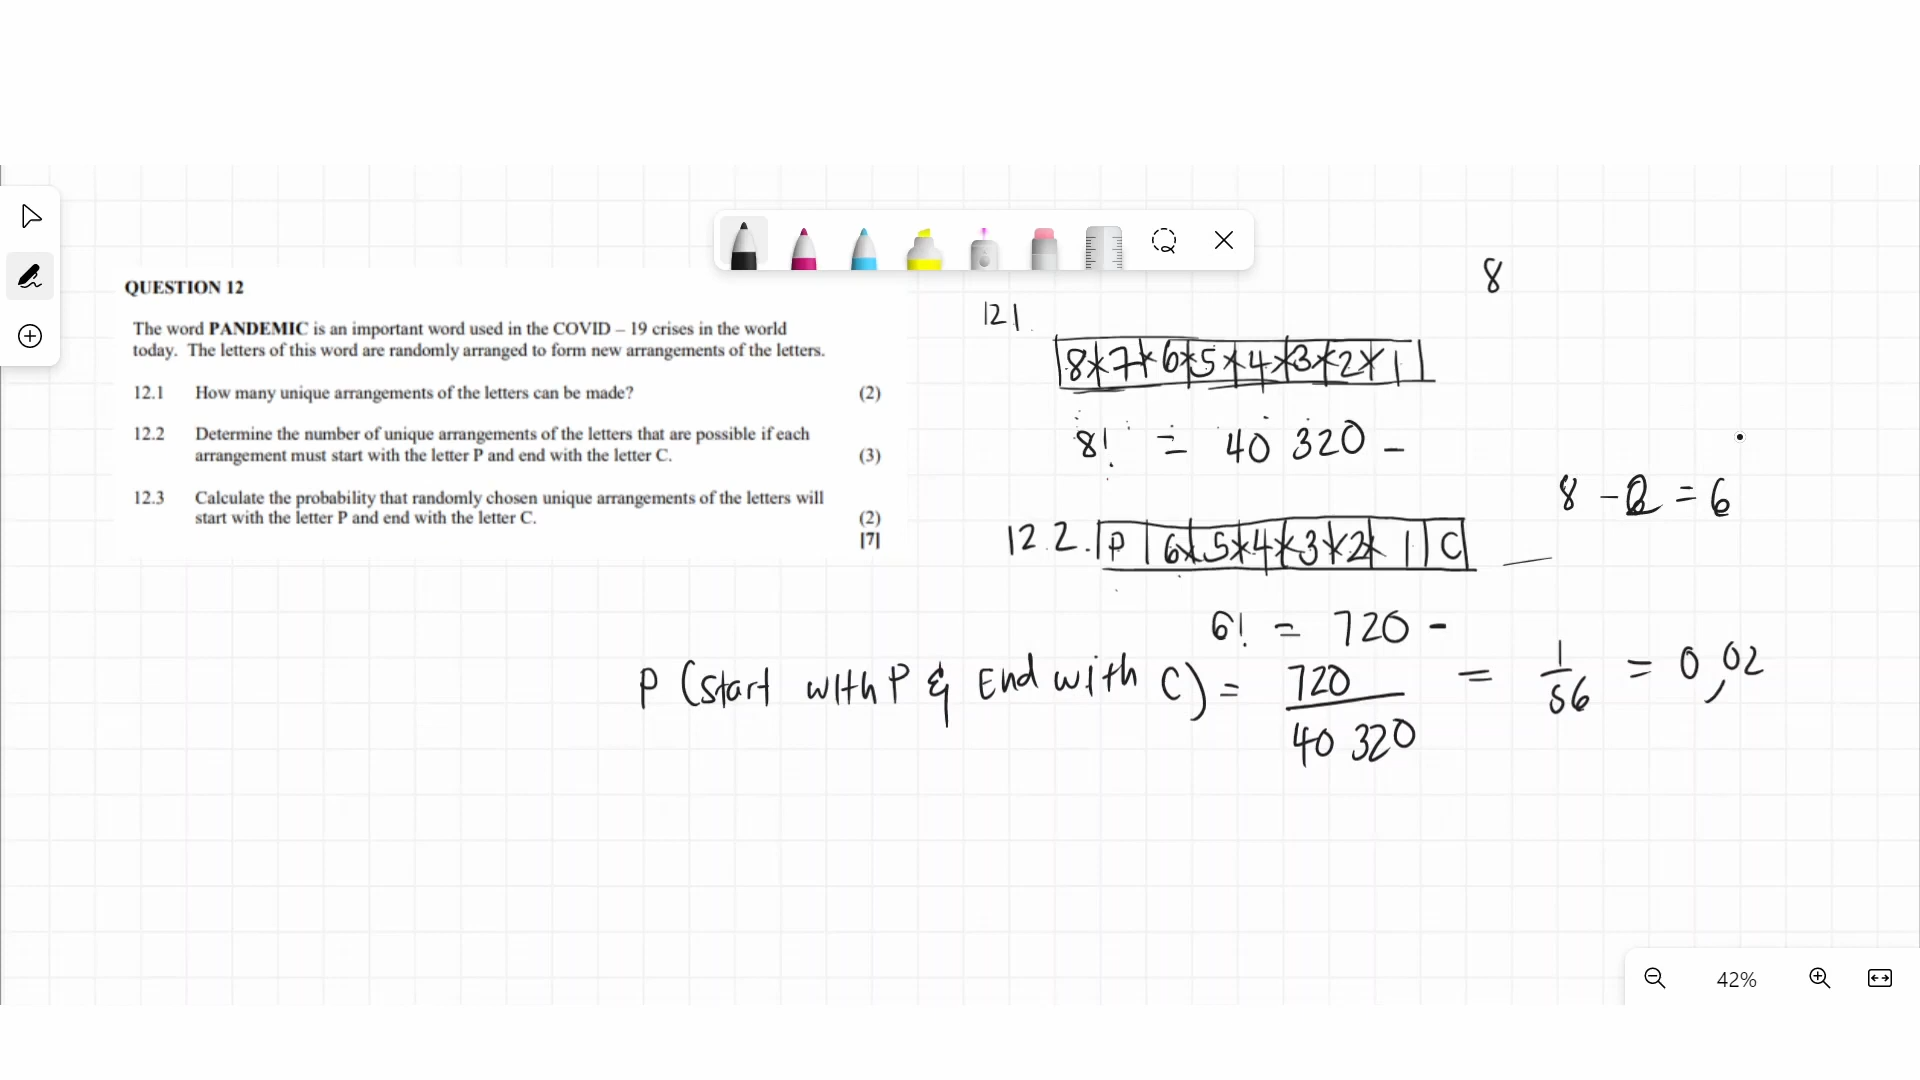 QUESTION 12
The word PANDEMIC is an important word used in the COVID – 19 crises in the world
today. The letters of this word are randomly arranged to form new arrangements of the letters.
12.1 How many unique arrangements of the letters can be made? (2)
12.2 Determine the number of unique arrangements of the letters that are possible if each
arrangement must start with the letter P and end with the letter C. (3)
12.3 Calculate the probability that randomly chosen unique arrangements of the letters will
start with the letter P and end with the letter C. (2)
[7]
8
121.
8×7×6×5×4×3×2×1
8! = 40 320 -
8 - 2 = 6
12.2. P 6×5×4×3×2×1 C
6! = 720 -
P (start with P & End with C) = 720 / 40 320 = 1 / 56 = 0,02
42%